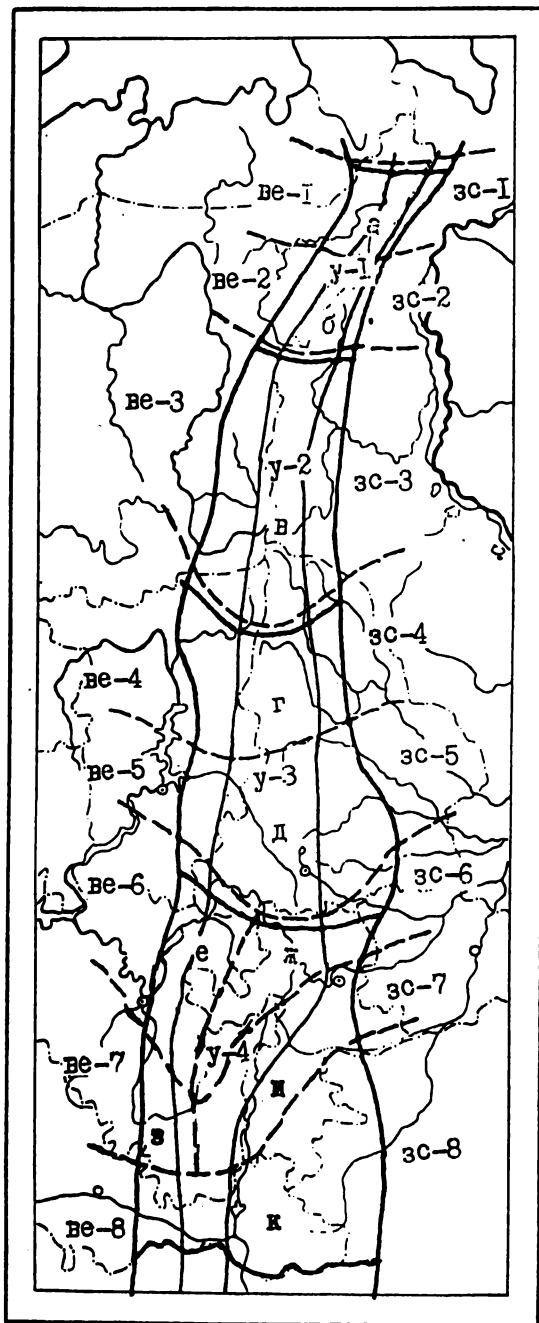 ве-I
зс-I
а
у-I
ве-2
зс-2
б
ве-3
у-2
зс-3
в
зс-4
ве-4
г
зс-5
ве-5
у-3
д
зс-6
ве-6
е
ж
зс-7
у-4
ве-7
и
з
зс-8
к
ве-8